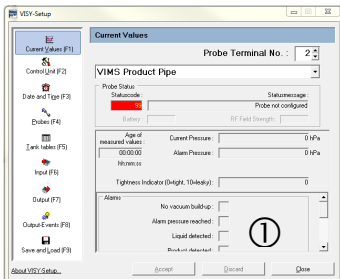 VISY-Setup
Current Values (F1)
Control Unit (F2)
Date and Time (F3)
Probes (F4)
Tank tables (F5)
Input (F6)
Output (F7)
Output-Events (F8)
Save and Load (F9)
About VISY-Setup...
Current Values
Probe Terminal No. : 2
VIMS Product Pipe
Probe Status
Statuscode : Statusmessage :
99 Probe not configured
Battery : RF Field Strength :
Age of measured values :
00:00:00
hh:mm:ss
Current Pressure : 0 hPa
Alarm Pressure : 0 hPa
Tightness Indicator (0=tight, 10=leaky) : 0
Alarms
No vacuum build-up :
Alarm pressure reached :
Liquid detected :
Product detected :
1
Accept Discard Close